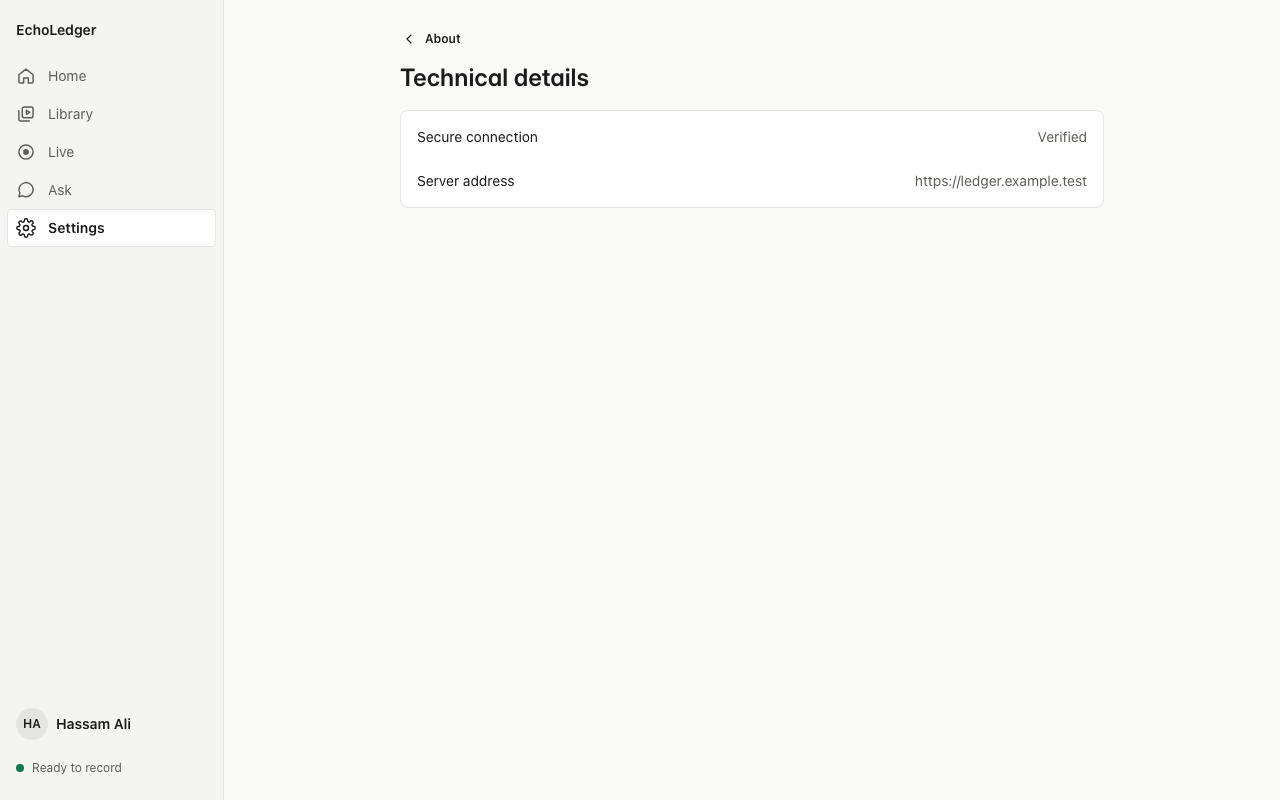 EchoLedger
Home
Library
Live
Ask
Settings
HA
Hassam Ali
Ready to record
About
Technical details
Secure connection Verified
Server address https://ledger.example.test